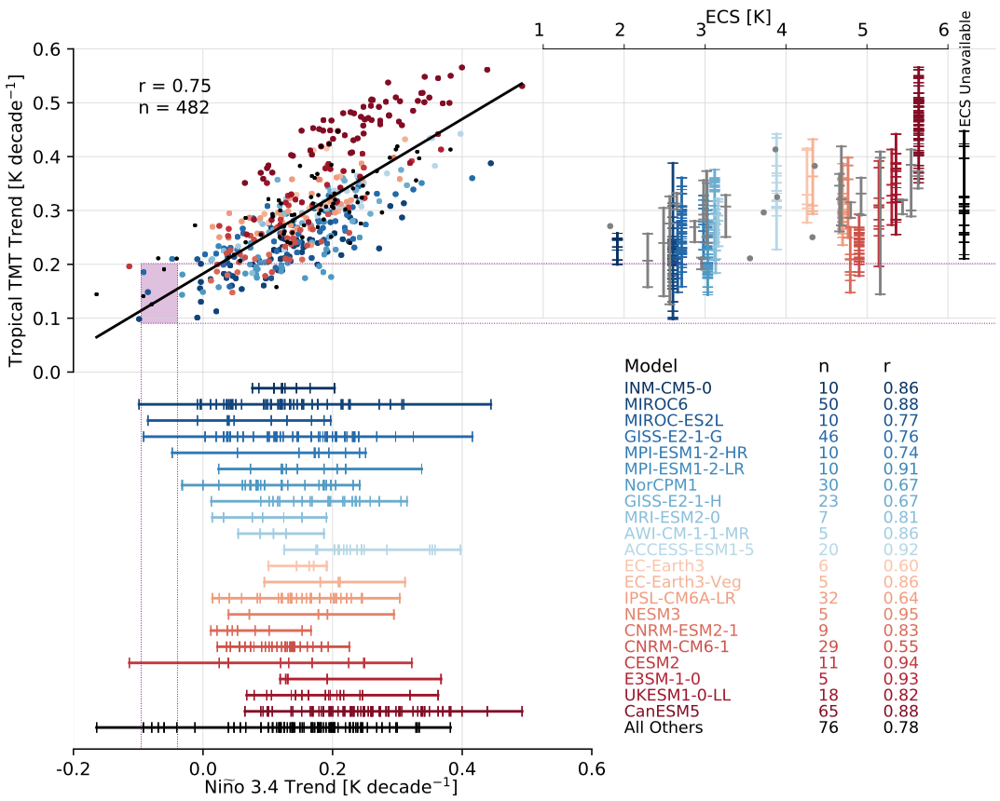 ECS [K]
1 2 3 4 5 6
ECS Unavailable
Tropical TMT Trend [K decade⁻¹]
0.6
0.5
0.4
0.3
0.2
0.1
0.0
r = 0.75
n = 482
Model n r
INM-CM5-0 10 0.86
MIROC6 50 0.88
MIROC-ES2L 10 0.77
GISS-E2-1-G 46 0.76
MPI-ESM1-2-HR 10 0.74
MPI-ESM1-2-LR 10 0.91
NorCPM1 30 0.67
GISS-E2-1-H 23 0.67
MRI-ESM2-0 7 0.81
AWI-CM-1-1-MR 5 0.86
ACCESS-ESM1-5 20 0.92
EC-Earth3 6 0.60
EC-Earth3-Veg 5 0.86
IPSL-CM6A-LR 32 0.64
NESM3 5 0.95
CNRM-ESM2-1 9 0.83
CNRM-CM6-1 29 0.55
CESM2 11 0.94
E3SM-1-0 5 0.93
UKESM1-0-LL 18 0.82
CanESM5 65 0.88
All Others 76 0.78
-0.2 0.0 0.2 0.4 0.6
Niño 3.4 Trend [K decade⁻¹]